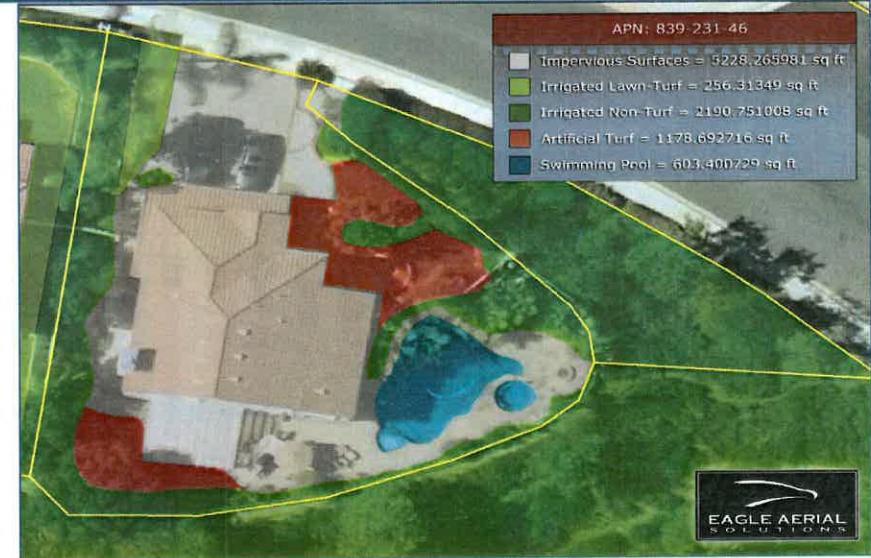 APN: 839-231-46
Impervious Surfaces = 5228.265981 sq ft
Irrigated Lawn-Turf = 256.31349 sq ft
Irrigated Non-Turf = 2190.751008 sq ft
Artificial Turf = 1178.692716 sq ft
Swimming Pool = 603.400729 sq ft
EAGLE AERIAL
SOLUTIONS